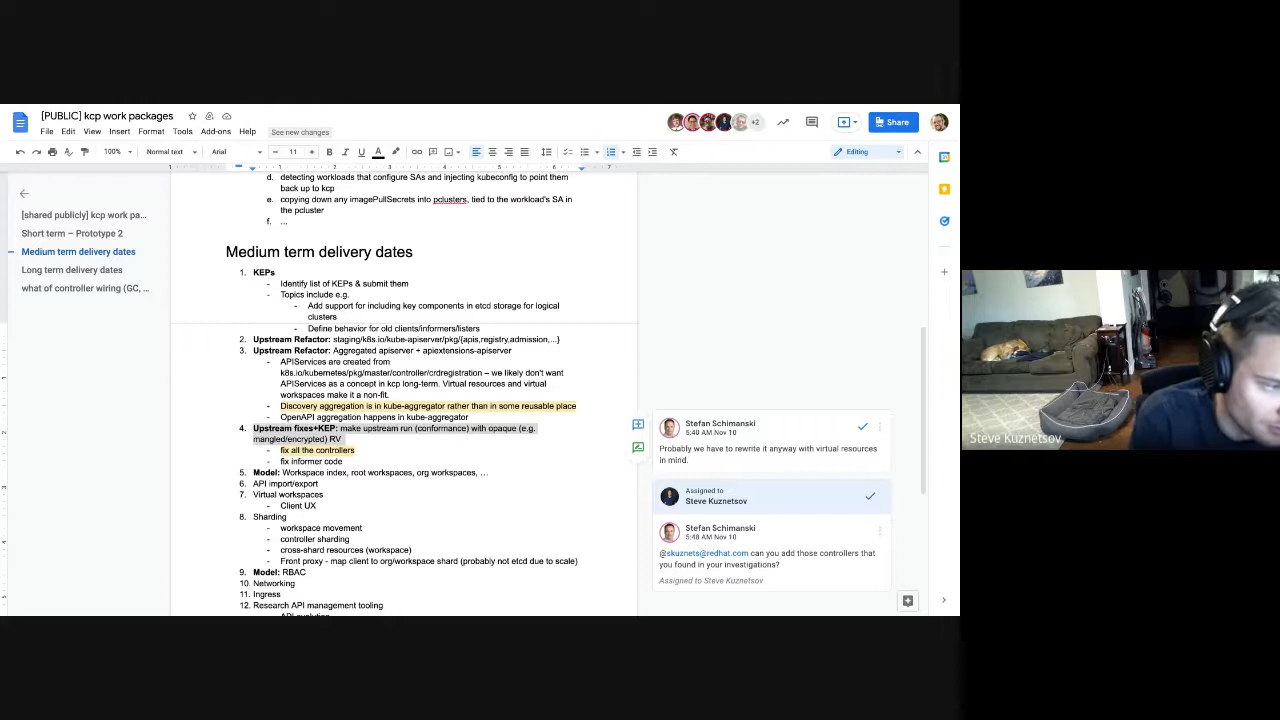 [PUBLIC] kcp work packages
File Edit View Insert Format Tools Add-ons Help See new changes
+2
Share
100% Normal text Arial 11 Editing
[shared publicly] kcp work pa...
Short term – Prototype 2
Medium term delivery dates
Long term delivery dates
what of controller wiring (GC, ...
d. detecting workloads that configure SAs and injecting kubeconfig to point them
back up to kcp
e. copying down any imagePullSecrets into pclusters, tied to the workload's SA in
the pcluster
f. ...
Medium term delivery dates
1. KEPs
- Identify list of KEPs & submit them
- Topics include e.g.
- Add support for including key components in etcd storage for logical
clusters
- Define behavior for old clients/informers/listers
2. Upstream Refactor: staging/k8s.io/kube-apiserver/pkg/{apis,registry,admission,...}
3. Upstream Refactor: Aggregated apiserver + apiextensions-apiserver
- APIServices are created from
k8s.io/kubernetes/pkg/master/controller/crdregistration – we likely don't want
APIServices as a concept in kcp long-term. Virtual resources and virtual
workspaces make it a non-fit.
- Discovery aggregation is in kube-aggregator rather than in some reusable place
- OpenAPI aggregation happens in kube-aggregator
4. Upstream fixes+KEP: make upstream run (conformance) with opaque (e.g.
mangled/encrypted) RV
- fix all the controllers
- fix informer code
5. Model: Workspace index, root workspaces, org workspaces, ...
6. API import/export
7. Virtual workspaces
- Client UX
8. Sharding
- workspace movement
- controller sharding
- cross-shard resources (workspace)
- Front proxy - map client to org/workspace shard (probably not etcd due to scale)
9. Model: RBAC
10. Networking
11. Ingress
12. Research API management tooling
Stefan Schimanski
5:40 AM Nov 10
Probably we have to rewrite it anyway with virtual resources
in mind.
Assigned to
Steve Kuznetsov
Stefan Schimanski
5:48 AM Nov 10
@skuznets@redhat.com can you add those controllers that
you found in your investigations?
Assigned to Steve Kuznetsov
Steve Kuznetsov